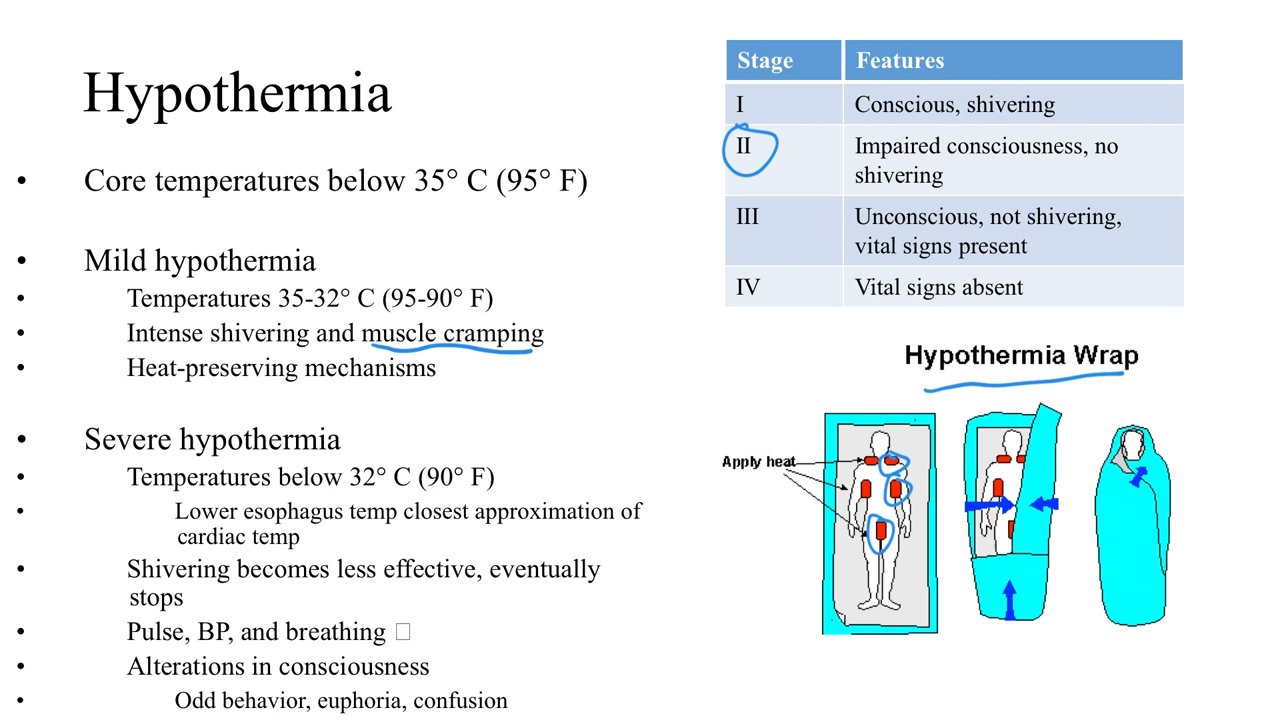 Hypothermia
• Core temperatures below 35° C (95° F)
• Mild hypothermia
• Temperatures 35-32° C (95-90° F)
• Intense shivering and muscle cramping
• Heat-preserving mechanisms
• Severe hypothermia
• Temperatures below 32° C (90° F)
• Lower esophagus temp closest approximation of
cardiac temp
• Shivering becomes less effective, eventually
stops
• Pulse, BP, and breathing □
• Alterations in consciousness
• Odd behavior, euphoria, confusion
Stage Features
I Conscious, shivering
II Impaired consciousness, no
shivering
III Unconscious, not shivering,
vital signs present
IV Vital signs absent
Hypothermia Wrap
Apply heat